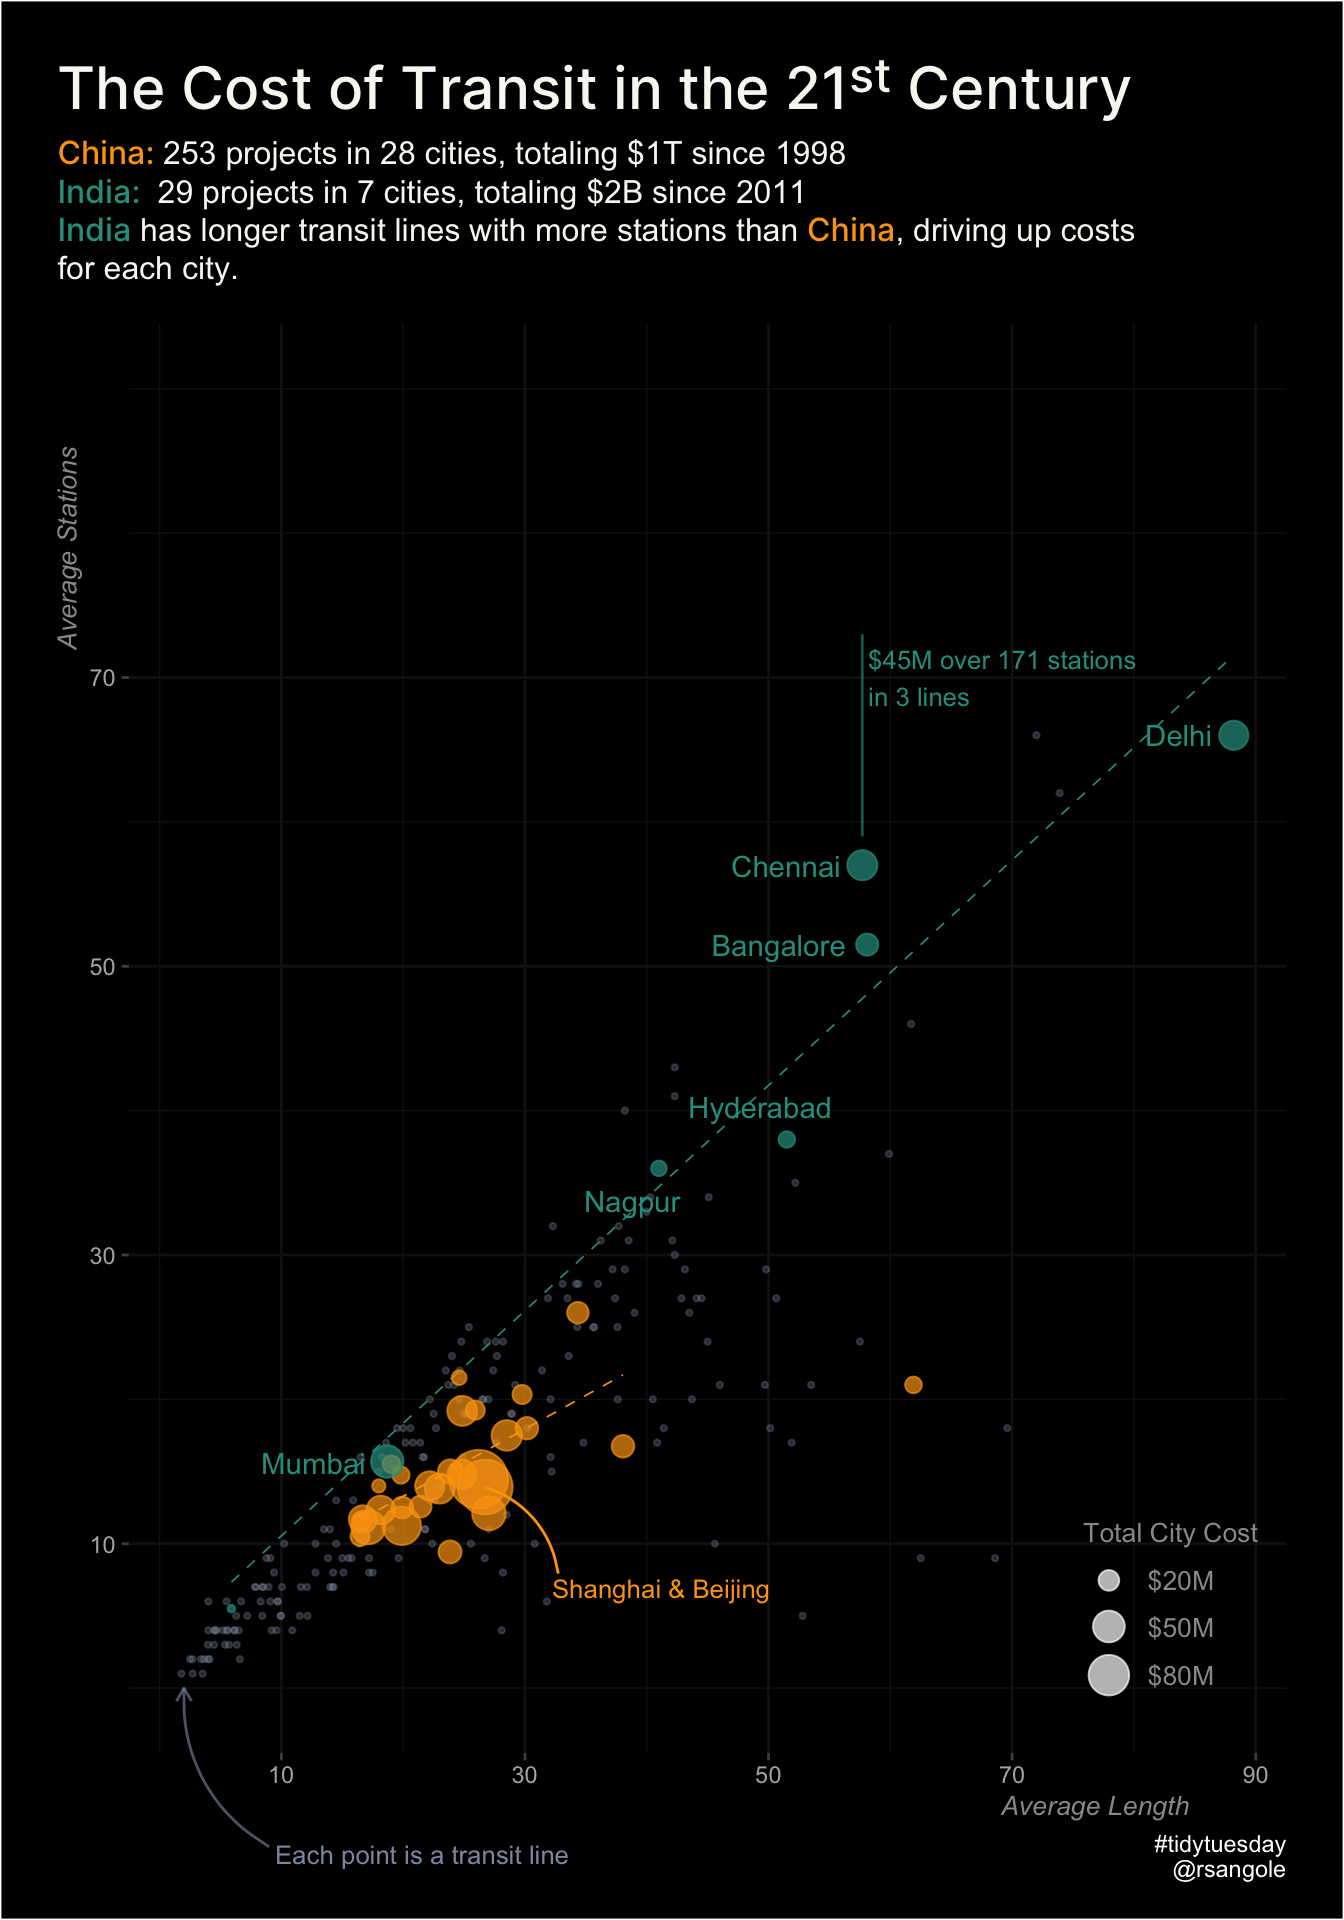 The Cost of Transit in the 21st Century
China: 253 projects in 28 cities, totaling $1T since 1998
India: 29 projects in 7 cities, totaling $2B since 2011
India has longer transit lines with more stations than China, driving up costs
for each city.
Average Stations
70
50
30
10
$45M over 171 stations
in 3 lines
Delhi
Chennai
Bangalore
Hyderabad
Nagpur
Mumbai
Shanghai & Beijing
Total City Cost
$20M
$50M
$80M
10
30
50
70
90
Average Length
Each point is a transit line
#tidytuesday
@rsangole